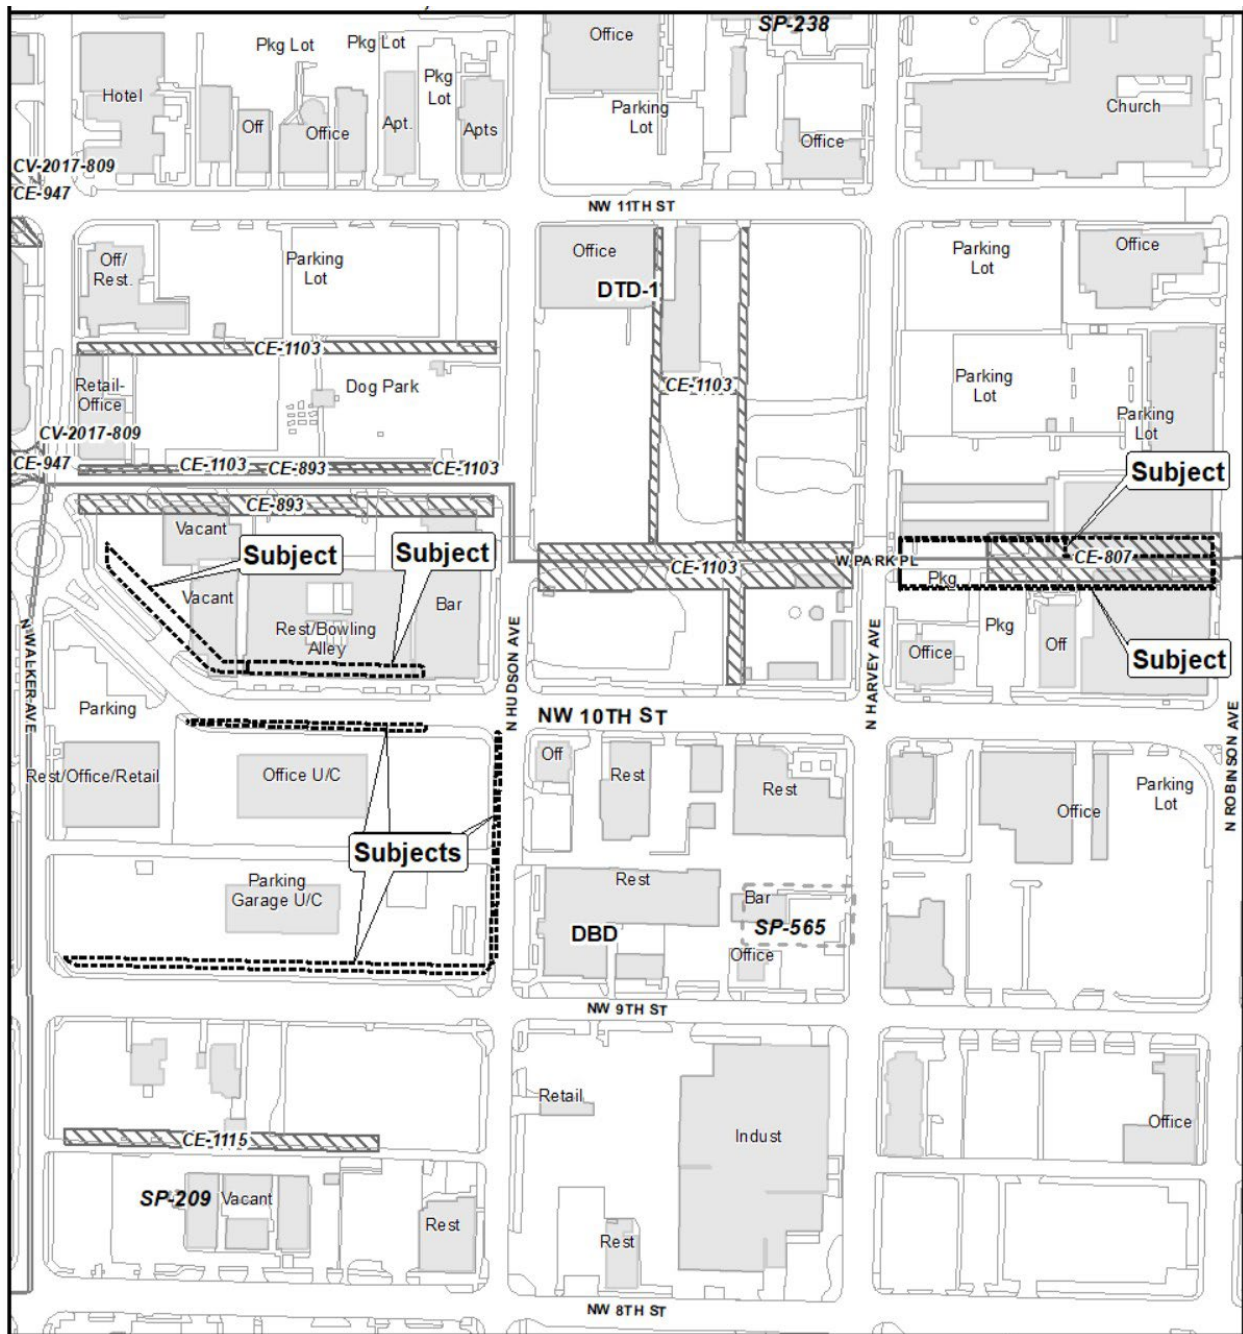 SP-238
Office
Pkg Lot
Pkg Lot
Pkg
Lot
Hotel
Off
Office
Apt.
Apts
Parking
Lot
Office
Church
CV-2017-809
CE-947
NW 11TH ST
Off/
Rest.
Parking
Lot
Office
DTD-1
Parking
Lot
Office
CE-1103
Retail-
Office
Dog Park
CE-1103
Parking
Lot
Parking
Lot
CV-2017-809
CE-947
CE-1103
CE-893
CE-1103
Subject
CE-893
Vacant
Subject
Subject
CE-1103
W PARK PL
CE-807
Pkg
Vacant
Rest/Bowling
Alley
Bar
Pkg
Office
Off
Subject
N WALKER AVE
N HUDSON AVE
N HARVEY AVE
N ROBINSON AVE
Parking
NW 10TH ST
Rest/Office/Retail
Office U/C
Off
Rest
Rest
Office
Parking
Lot
Subjects
Parking
Garage U/C
Rest
Bar
SP-565
DBD
Office
NW 9TH ST
Retail
Indust
Office
CE-1115
SP-209
Vacant
Rest
Rest
NW 8TH ST